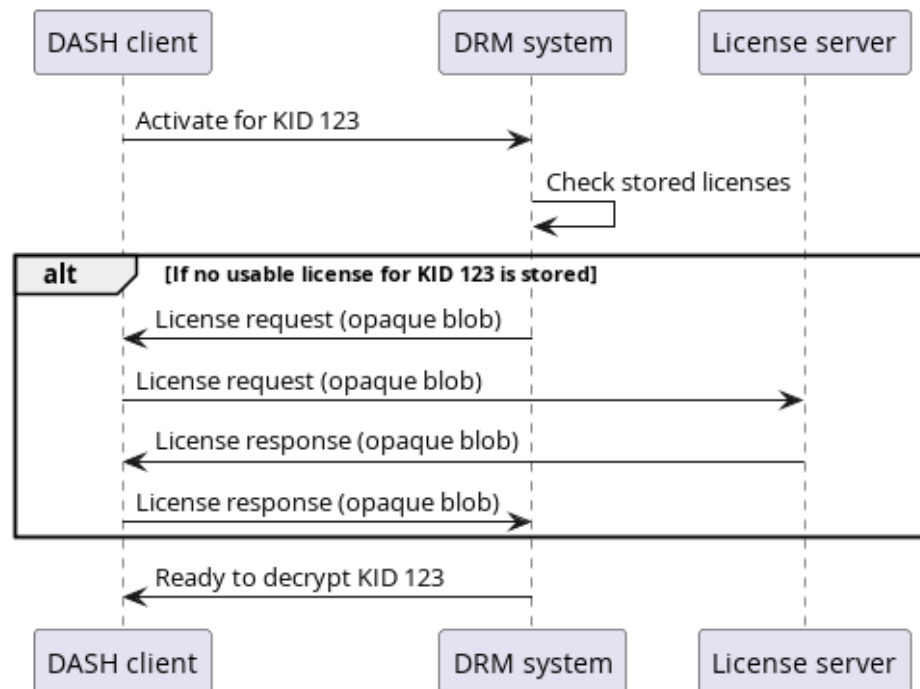 DASH client
DRM system
License server
Activate for KID 123
Check stored licenses
alt
[If no usable license for KID 123 is stored]
License request (opaque blob)
License request (opaque blob)
License response (opaque blob)
License response (opaque blob)
Ready to decrypt KID 123
DASH client
DRM system
License server